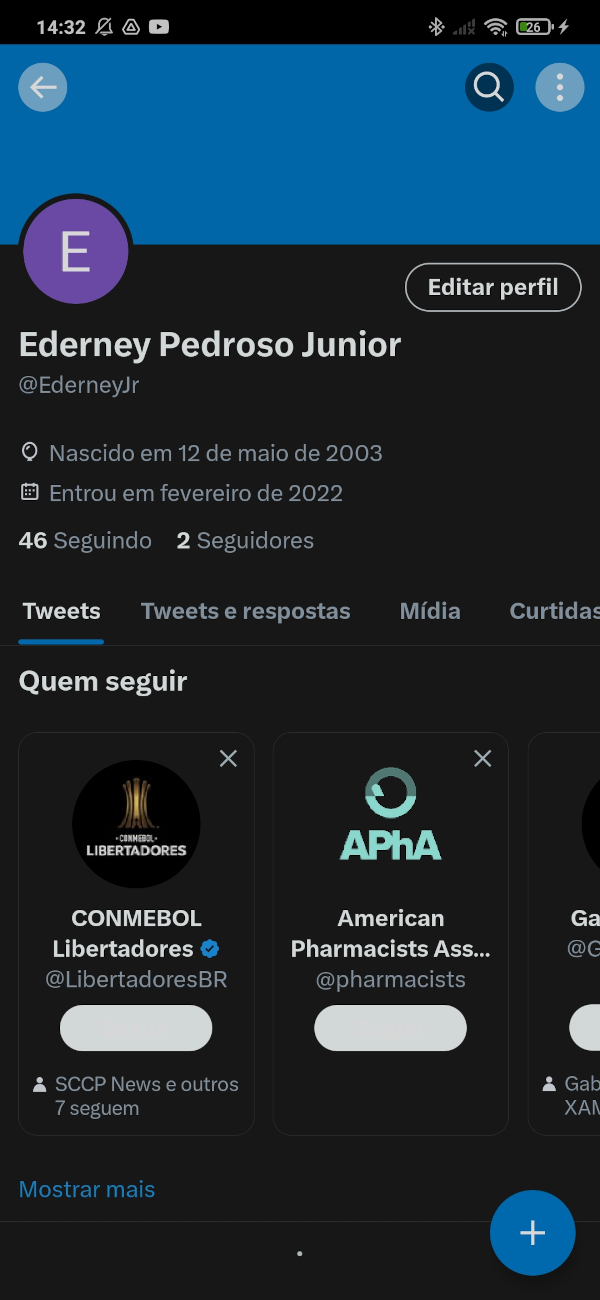 14:32
26
E
Editar perfil
Ederney Pedroso Junior
@EderneyJr
Nascido em 12 de maio de 2003
Entrou em fevereiro de 2022
46 Seguindo 2 Seguidores
Tweets Tweets e respostas Mídia Curtidas
Quem seguir
CONMEBOL
LIBERTADORES
APhA
CONMEBOL
Libertadores
@LibertadoresBR
SCCP News e outros
7 seguem
American
Pharmacists Ass...
@pharmacists
Ga
@G
Gab
XAM
Mostrar mais